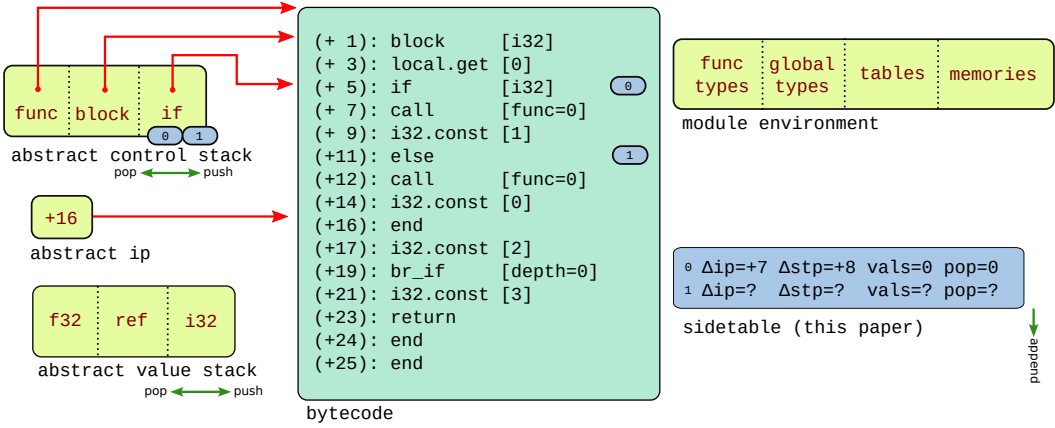 func block if
0 1
abstract control stack
pop push
+16
abstract ip
f32 ref i32
abstract value stack
pop push
(+ 1): block [i32]
(+ 3): local.get [0]
(+ 5): if [i32] 0
(+ 7): call [func=0]
(+ 9): i32.const [1]
(+11): else 1
(+12): call [func=0]
(+14): i32.const [0]
(+16): end
(+17): i32.const [2]
(+19): br_if [depth=0]
(+21): i32.const [3]
(+23): return
(+24): end
(+25): end
bytecode
func types
global types
tables
memories
module environment
0 Δip=+7 Δstp=+8 vals=0 pop=0
1 Δip=? Δstp=? vals=? pop=?
sidetable (this paper)
append